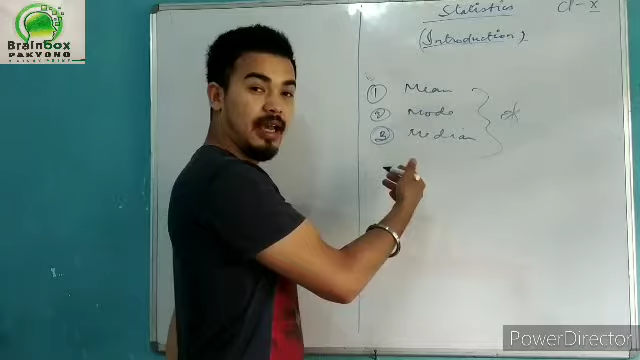 Brainbox
PAKYONG
Statistics
(Introduction)
Cl-x
① Mean
② Mode
③ Median
PowerDirector